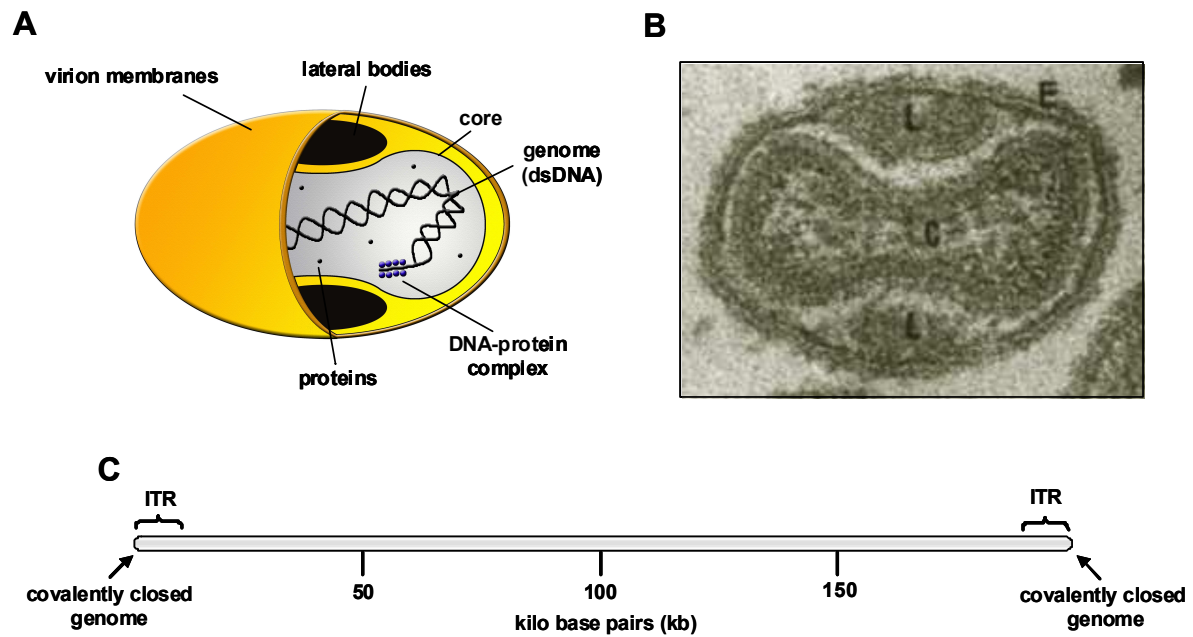 A
virion membranes
lateral bodies
core
genome
(dsDNA)
DNA-protein
complex
proteins
B
L
E
C
L
C
ITR
ITR
covalently closed
genome
50
100
150
kilo base pairs (kb)
covalently closed
genome